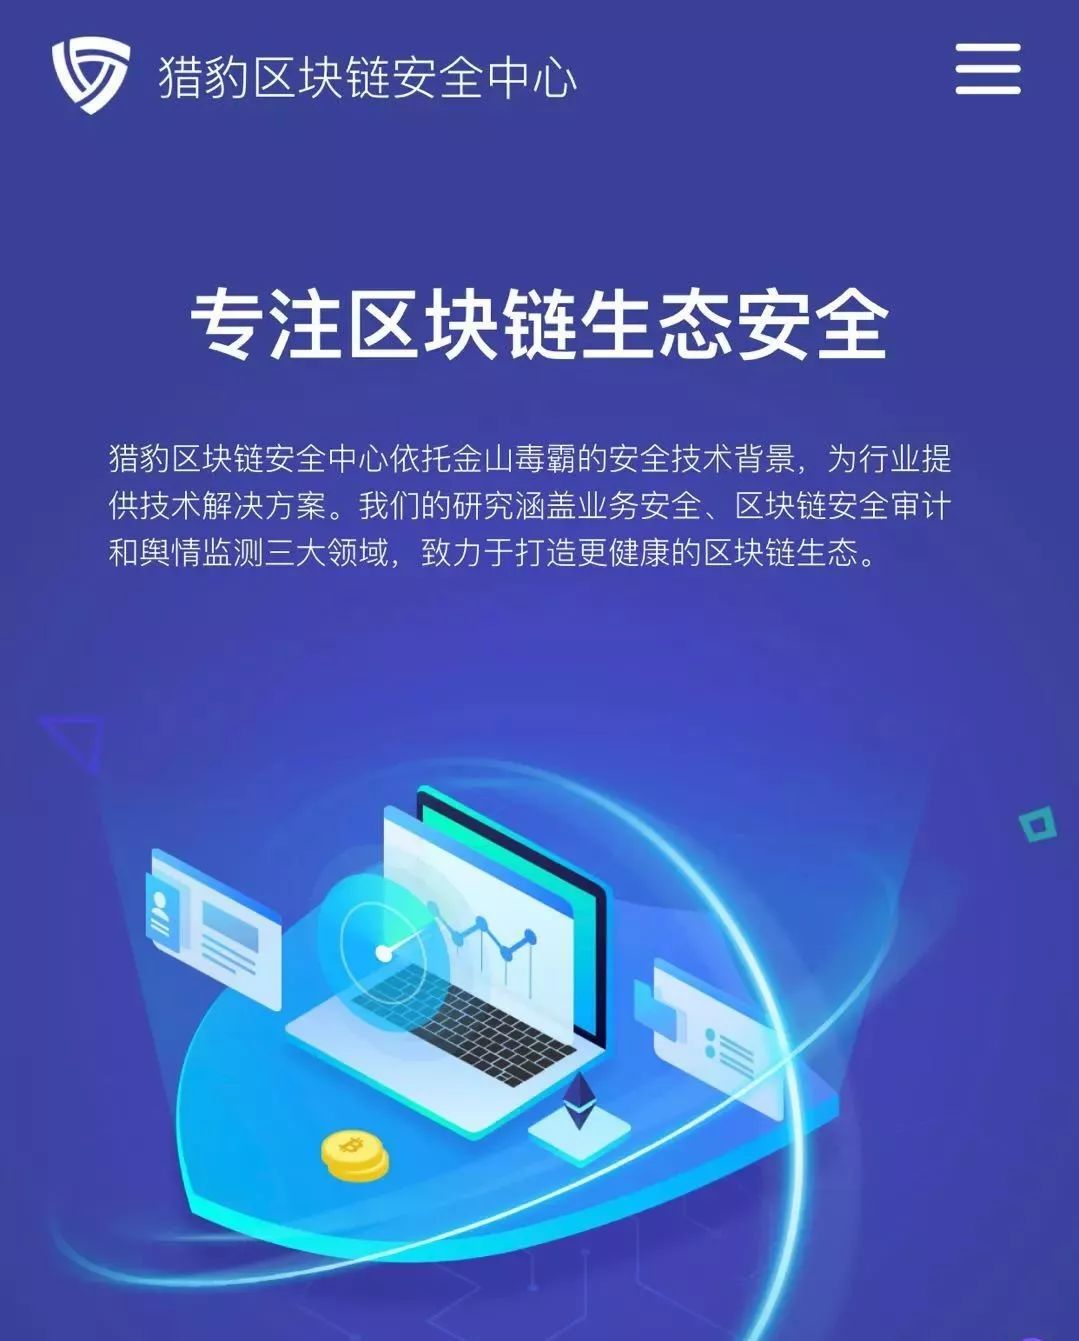 猎豹区块链安全中心
专注区块链生态安全
猎豹区块链安全中心依托金山毒霸的安全技术背景，为行业提
供技术解决方案。我们的研究涵盖业务安全、区块链安全审计
和舆情监测三大领域，致力于打造更健康的区块链生态。